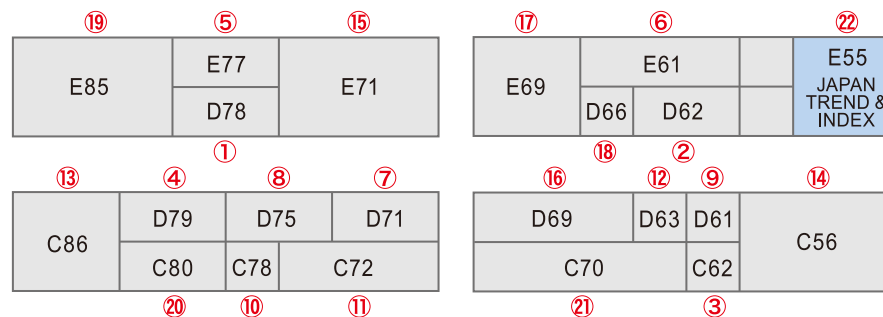 ⑲ ⑤ ⑮ ⑰ ⑥ ㉒
E85 E77 E71 E69 E61 E55
D78 D66 D62 JAPAN
TREND &
INDEX
① ⑱ ②
⑬ ④ ⑧ ⑦ ⑯ ⑫ ⑨ ⑭
C86 D79 D75 D71 D69 D63 D61 C56
C80 C78 C72 C70 C62
⑳ ⑩ ⑪ ㉑ ③